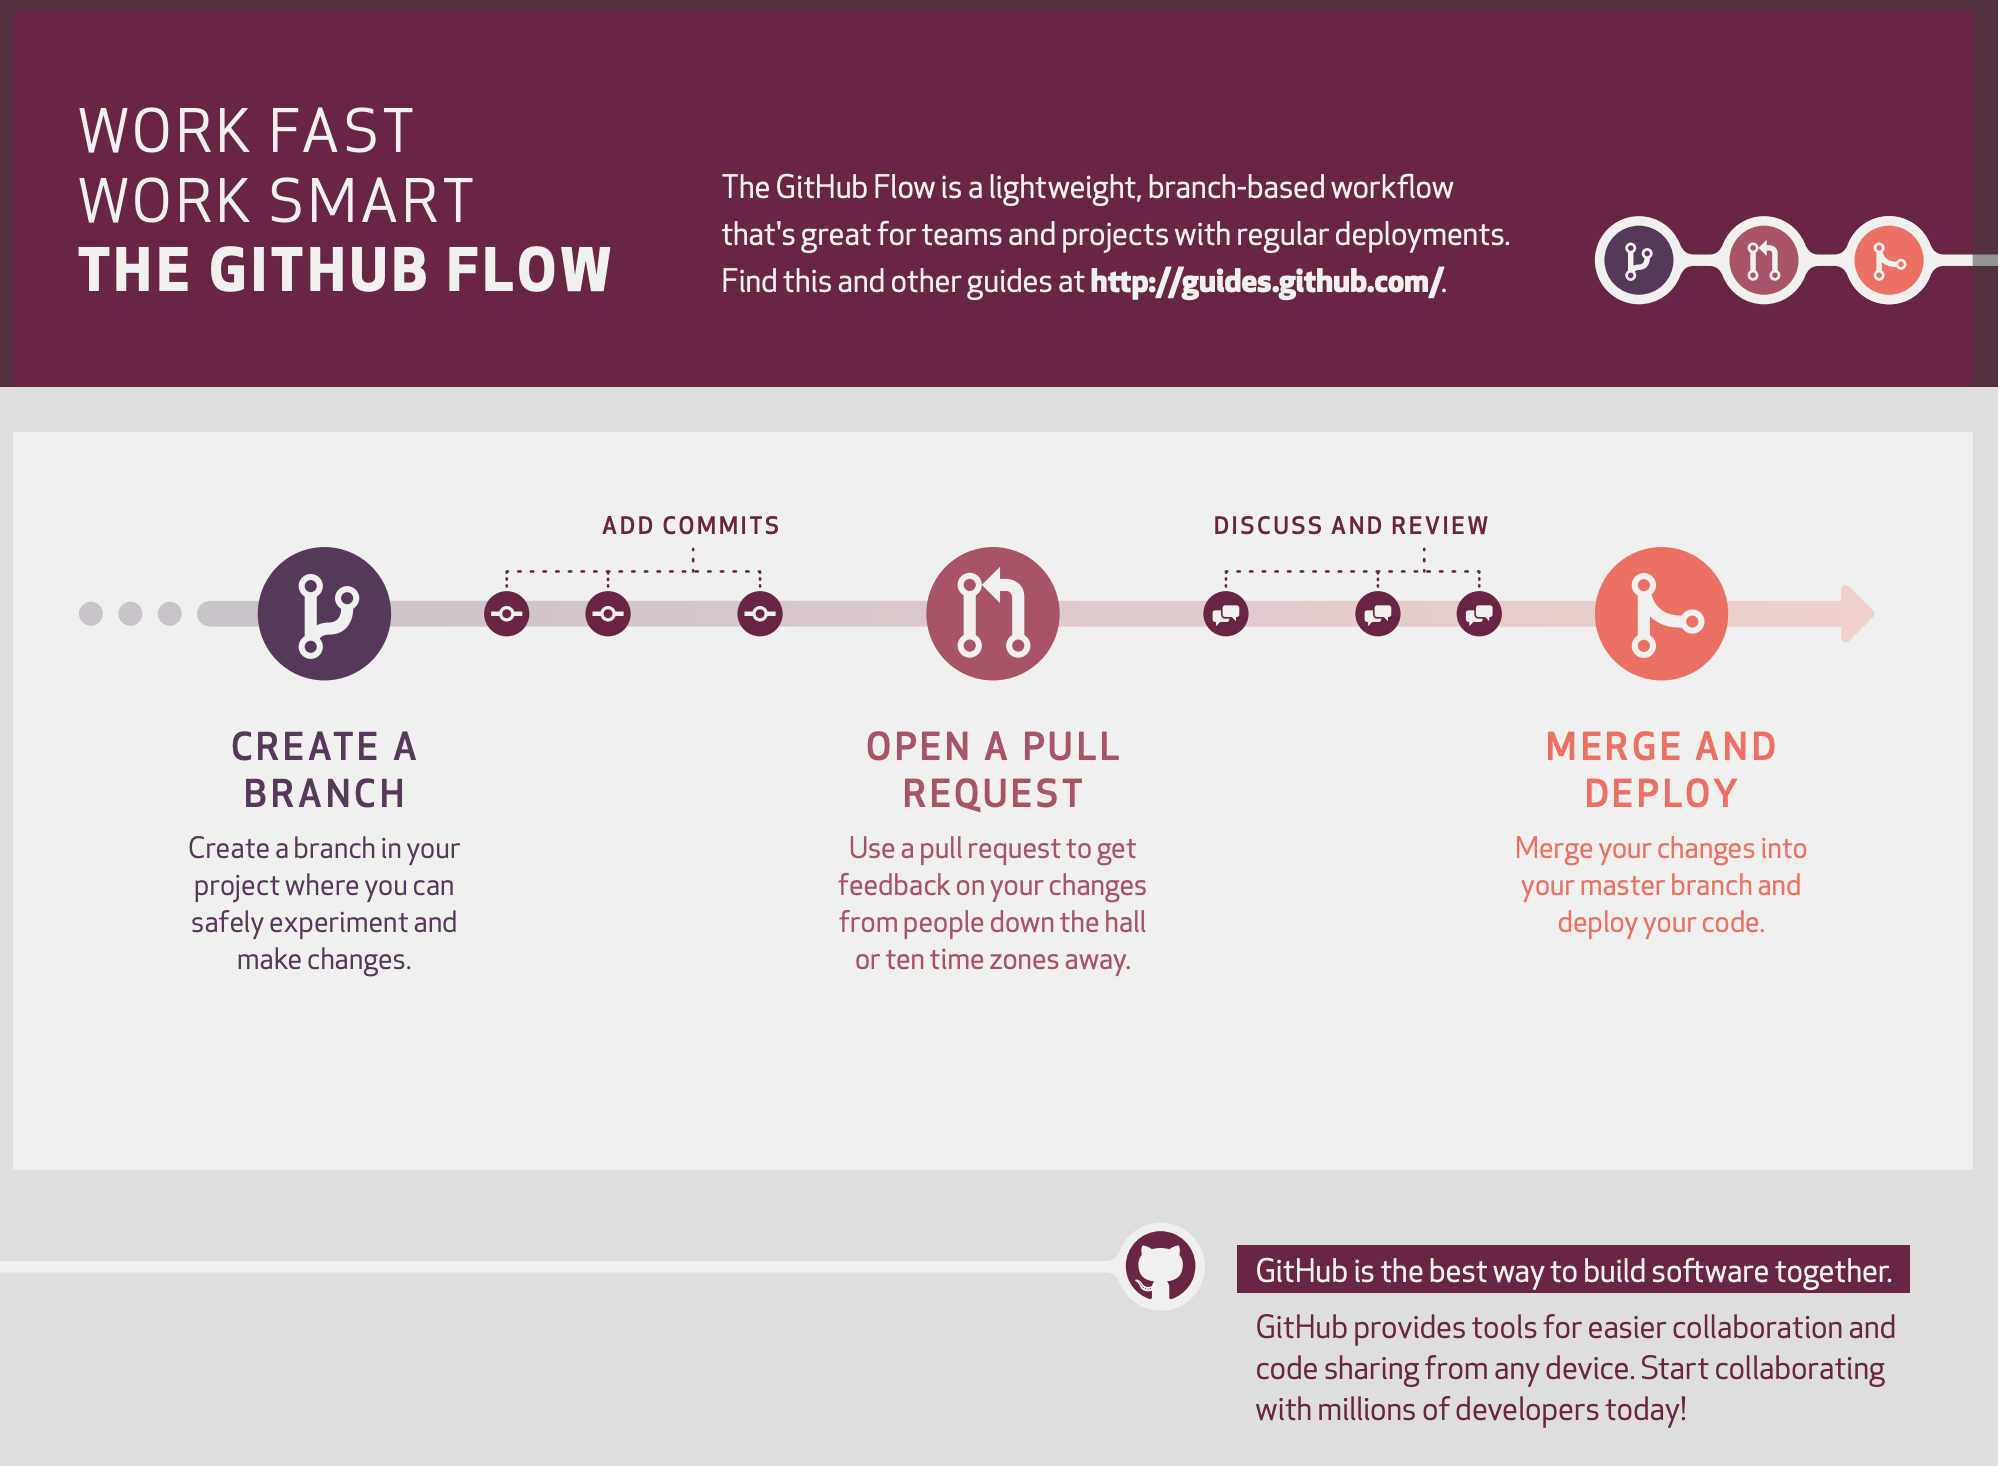 WORK FAST
WORK SMART
THE GITHUB FLOW
The GitHub Flow is a lightweight, branch-based workflow
that's great for teams and projects with regular deployments.
Find this and other guides at http://guides.github.com/.
ADD COMMITS
DISCUSS AND REVIEW
CREATE A
BRANCH
Create a branch in your
project where you can
safely experiment and
make changes.
OPEN A PULL
REQUEST
Use a pull request to get
feedback on your changes
from people down the hall
or ten time zones away.
MERGE AND
DEPLOY
Merge your changes into
your master branch and
deploy your code.
GitHub is the best way to build software together.
GitHub provides tools for easier collaboration and
code sharing from any device. Start collaborating
with millions of developers today!